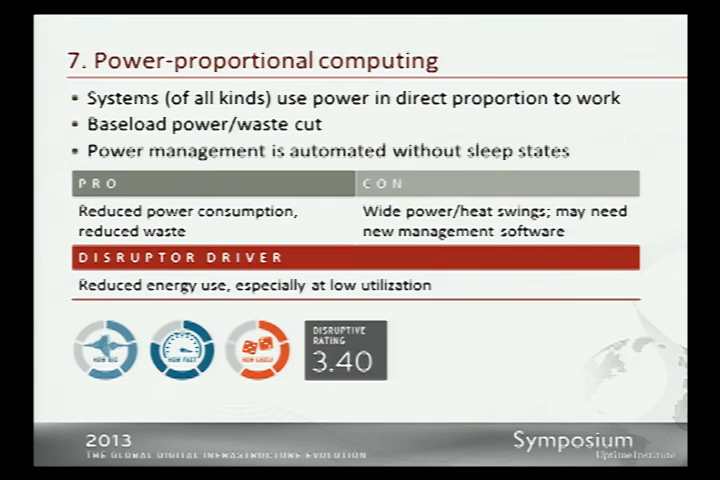 7. Power-proportional computing
▪ Systems (of all kinds) use power in direct proportion to work
▪ Baseload power/waste cut
▪ Power management is automated without sleep states
PRO CON
Reduced power consumption, reduced waste
Wide power/heat swings; may need new management software
DISRUPTOR DRIVER
Reduced energy use, especially at low utilization
HOW BIG HOW FAST HOW LIKELY
DISRUPTIVE
RATING
3.40
2013
THE GLOBAL DIGITAL INFRASTRUCTURE EVOLUTION
Symposium
Uptime Institute